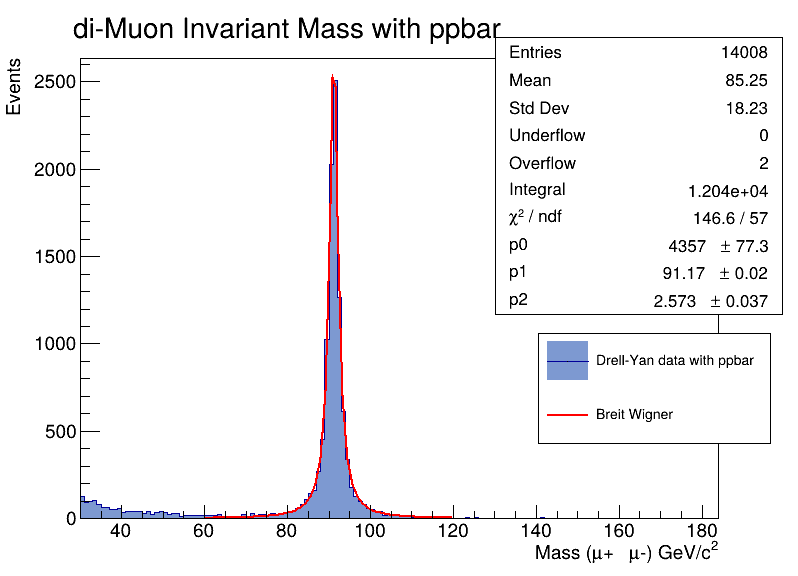 di-Muon Invariant Mass with ppbar
Entries 14008
Mean 85.25
Std Dev 18.23
Underflow 0
Overflow 2
Integral 1.204e+04
χ² / ndf 146.6 / 57
p0 4357 ± 77.3
p1 91.17 ± 0.02
p2 2.573 ± 0.037
Drell-Yan data with ppbar
Breit Wigner
Events
2500
2000
1500
1000
500
0
40 60 80 100 120 140 160 180
Mass (μ+ μ-) GeV/c²